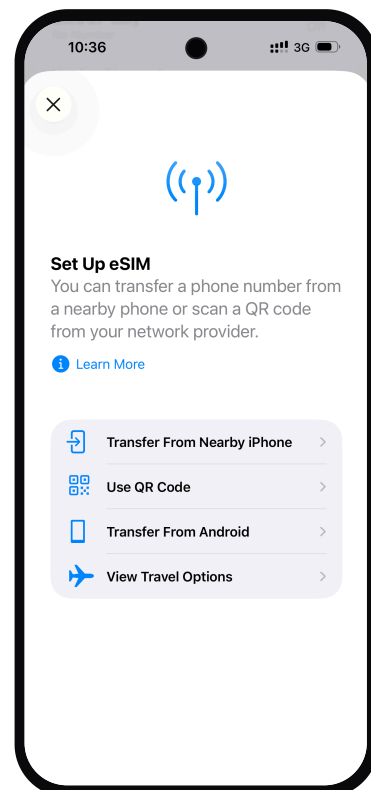 10:36
3G
Set Up eSIM
You can transfer a phone number from
a nearby phone or scan a QR code
from your network provider.
Learn More
Transfer From Nearby iPhone
Use QR Code
Transfer From Android
View Travel Options